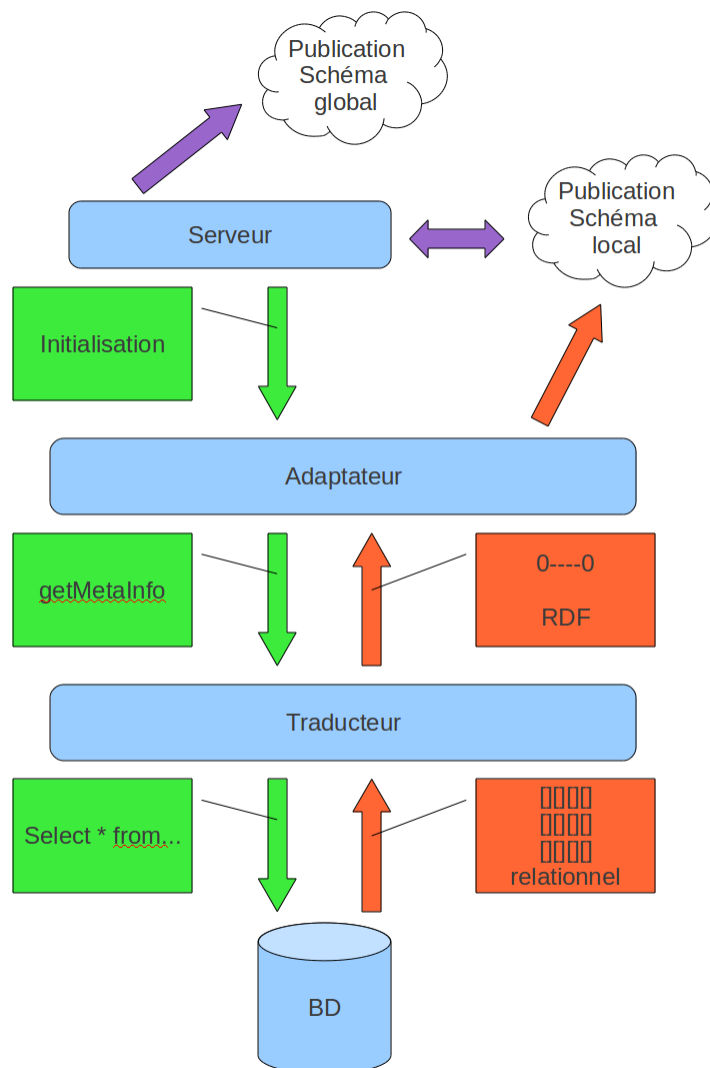 Publication
Schéma
global
Publication
Schéma
local
Serveur
Initialisation
Adaptateur
getMetaInfo
0----0
RDF
Traducteur
Select * from...
▯▯▯▯
▯▯▯▯
▯▯▯▯
relationnel
BD